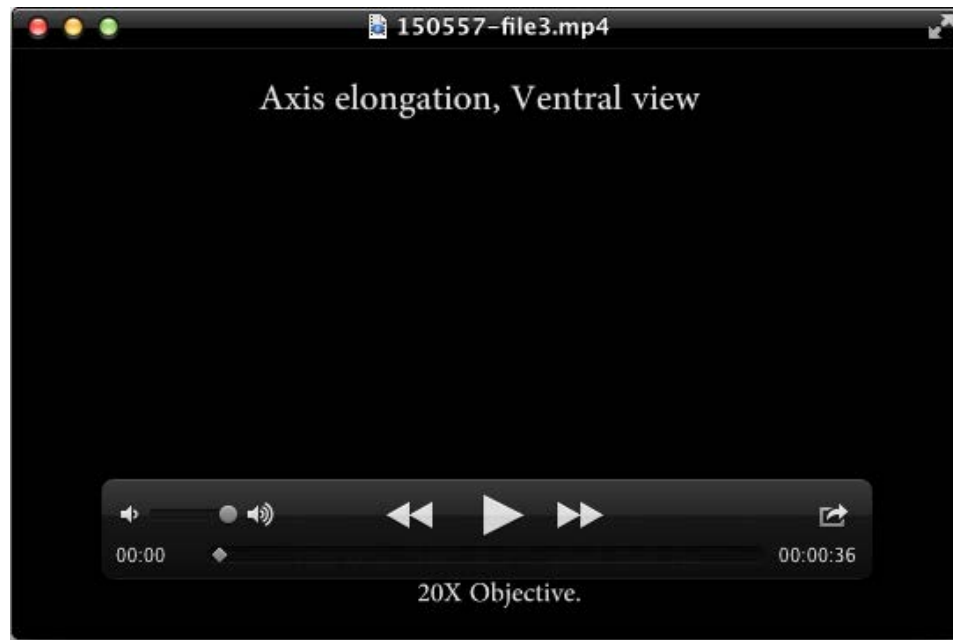 150557-file3.mp4
Axis elongation, Ventral view
00:00
00:00:36
20X Objective.